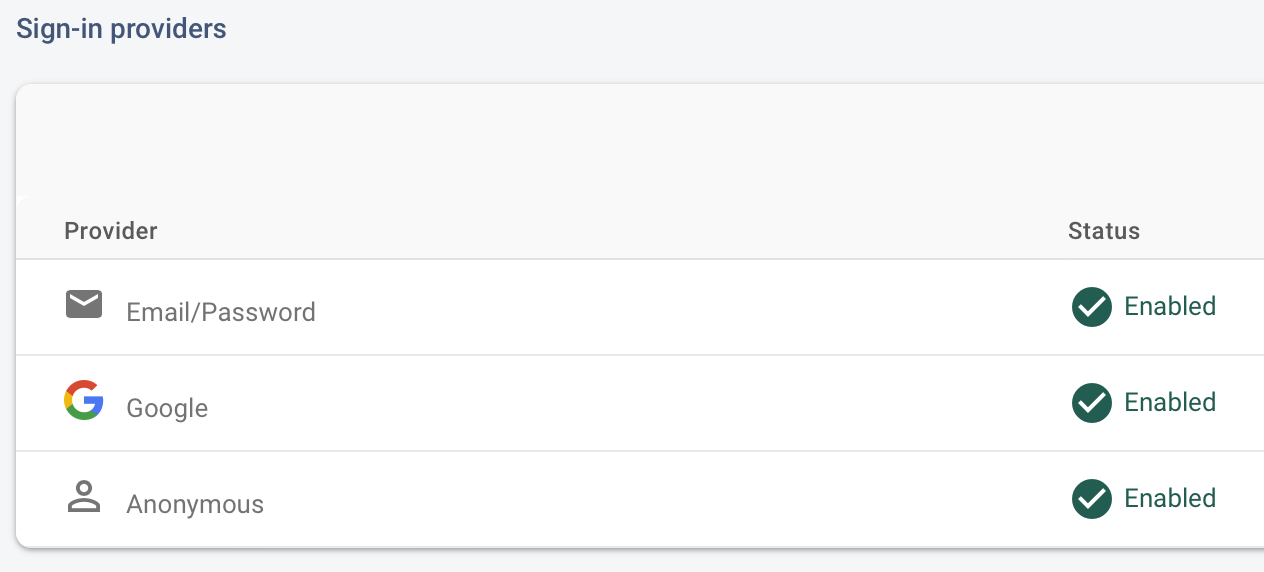 Sign-in providers
Provider Status
Email/Password Enabled
Google Enabled
Anonymous Enabled